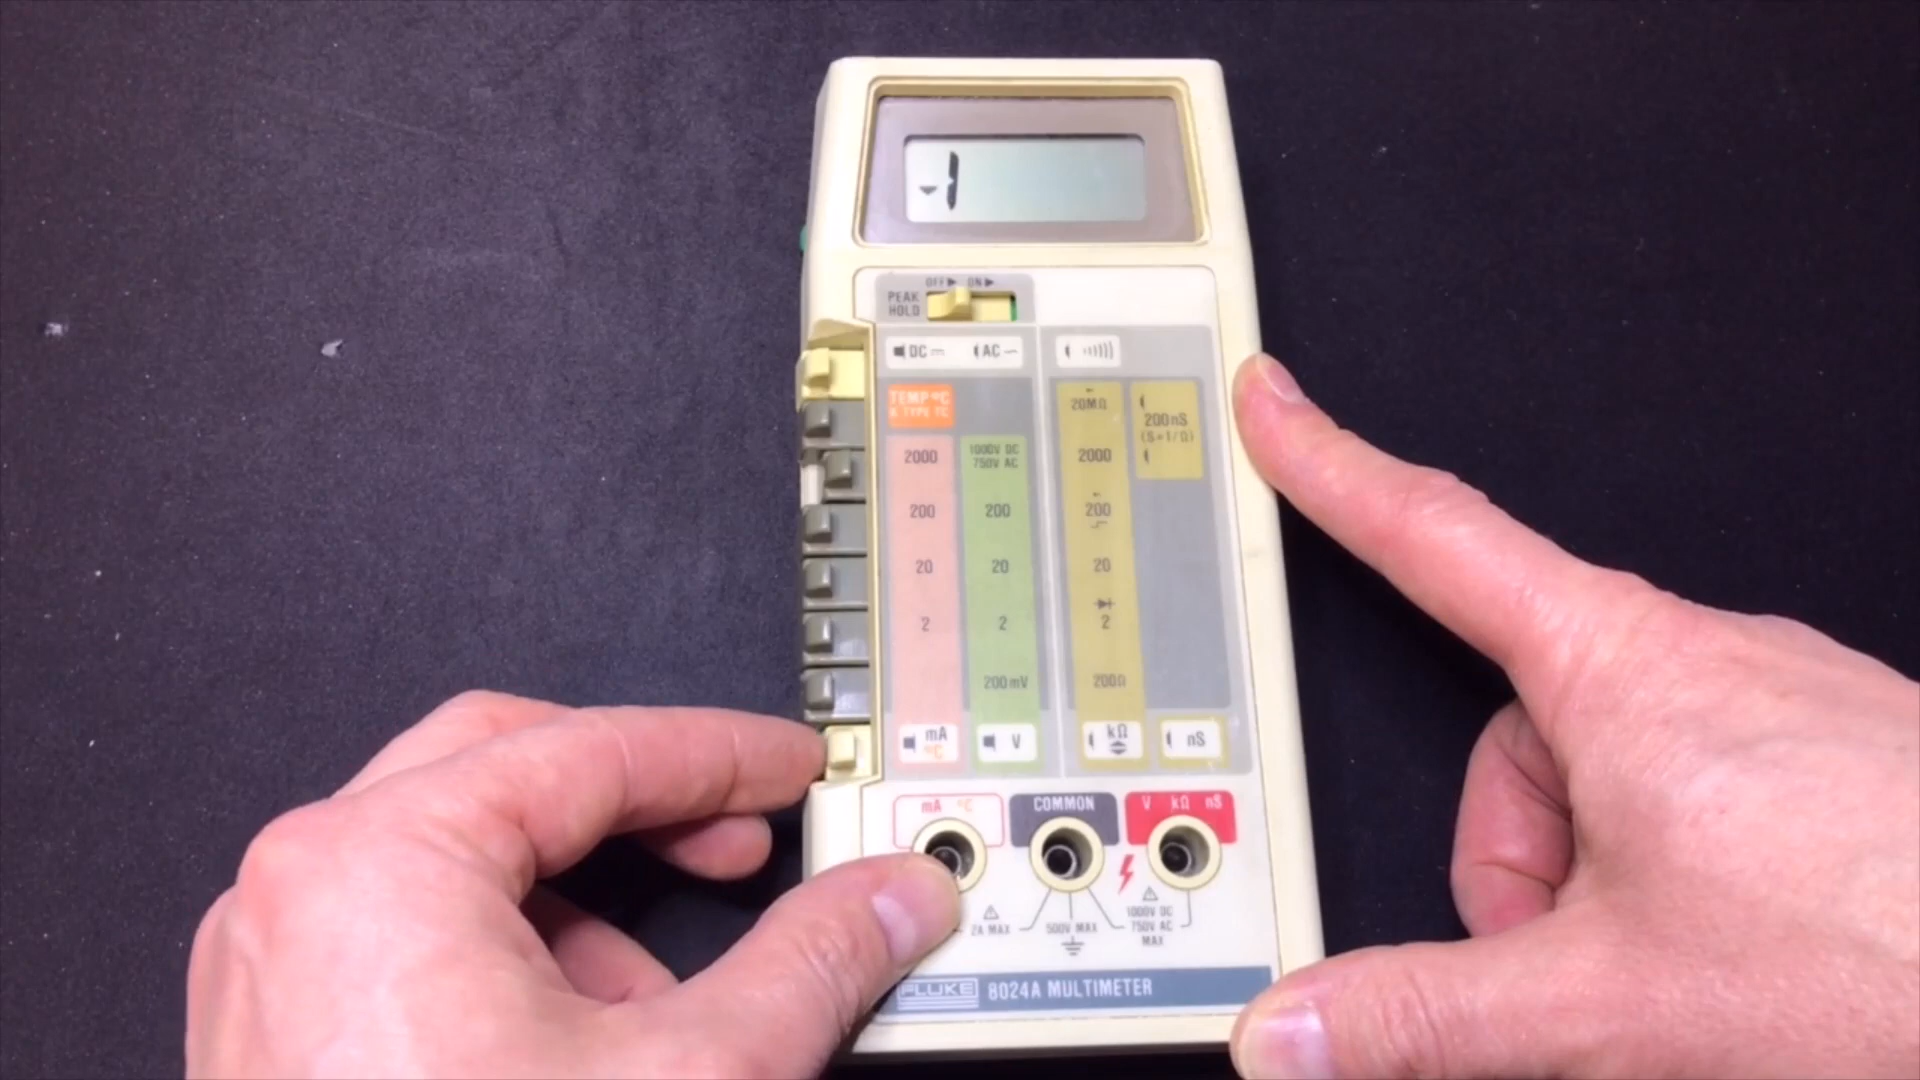 1
OFF▶ ON▶
PEAK
HOLD
DC AC
TEMP °C
K TYPE TC
20MΩ
200nS
(S=1/Ω)
2000
1000V DC
750V AC
2000
200
200
200
20
20
20
2
2
2
200mV
200Ω
mA
°C
V
kΩ
nS
mA °C
COMMON
V kΩ nS
2A MAX
500V MAX
1000V DC
750V AC
MAX
FLUKE 8024A MULTIMETER